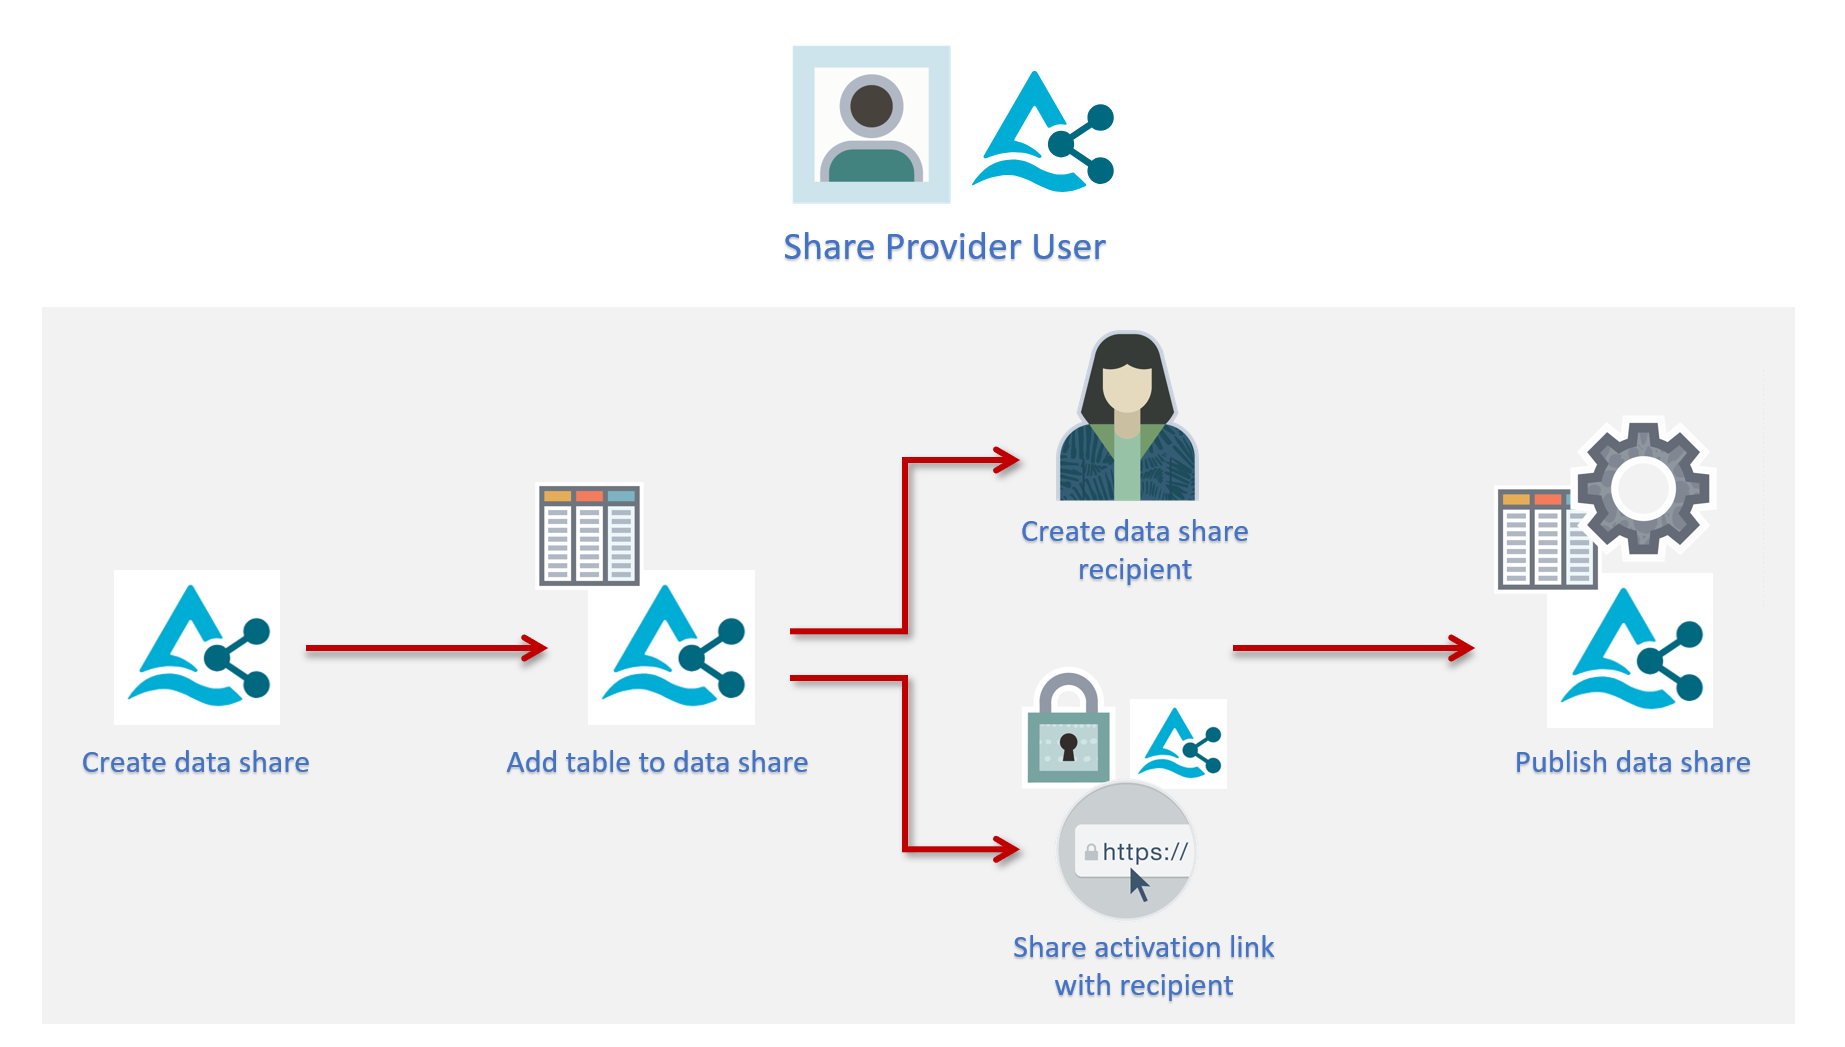 Share Provider User
Create data share
recipient
https://
Create data share
Add table to data share
Publish data share
Share activation link
with recipient